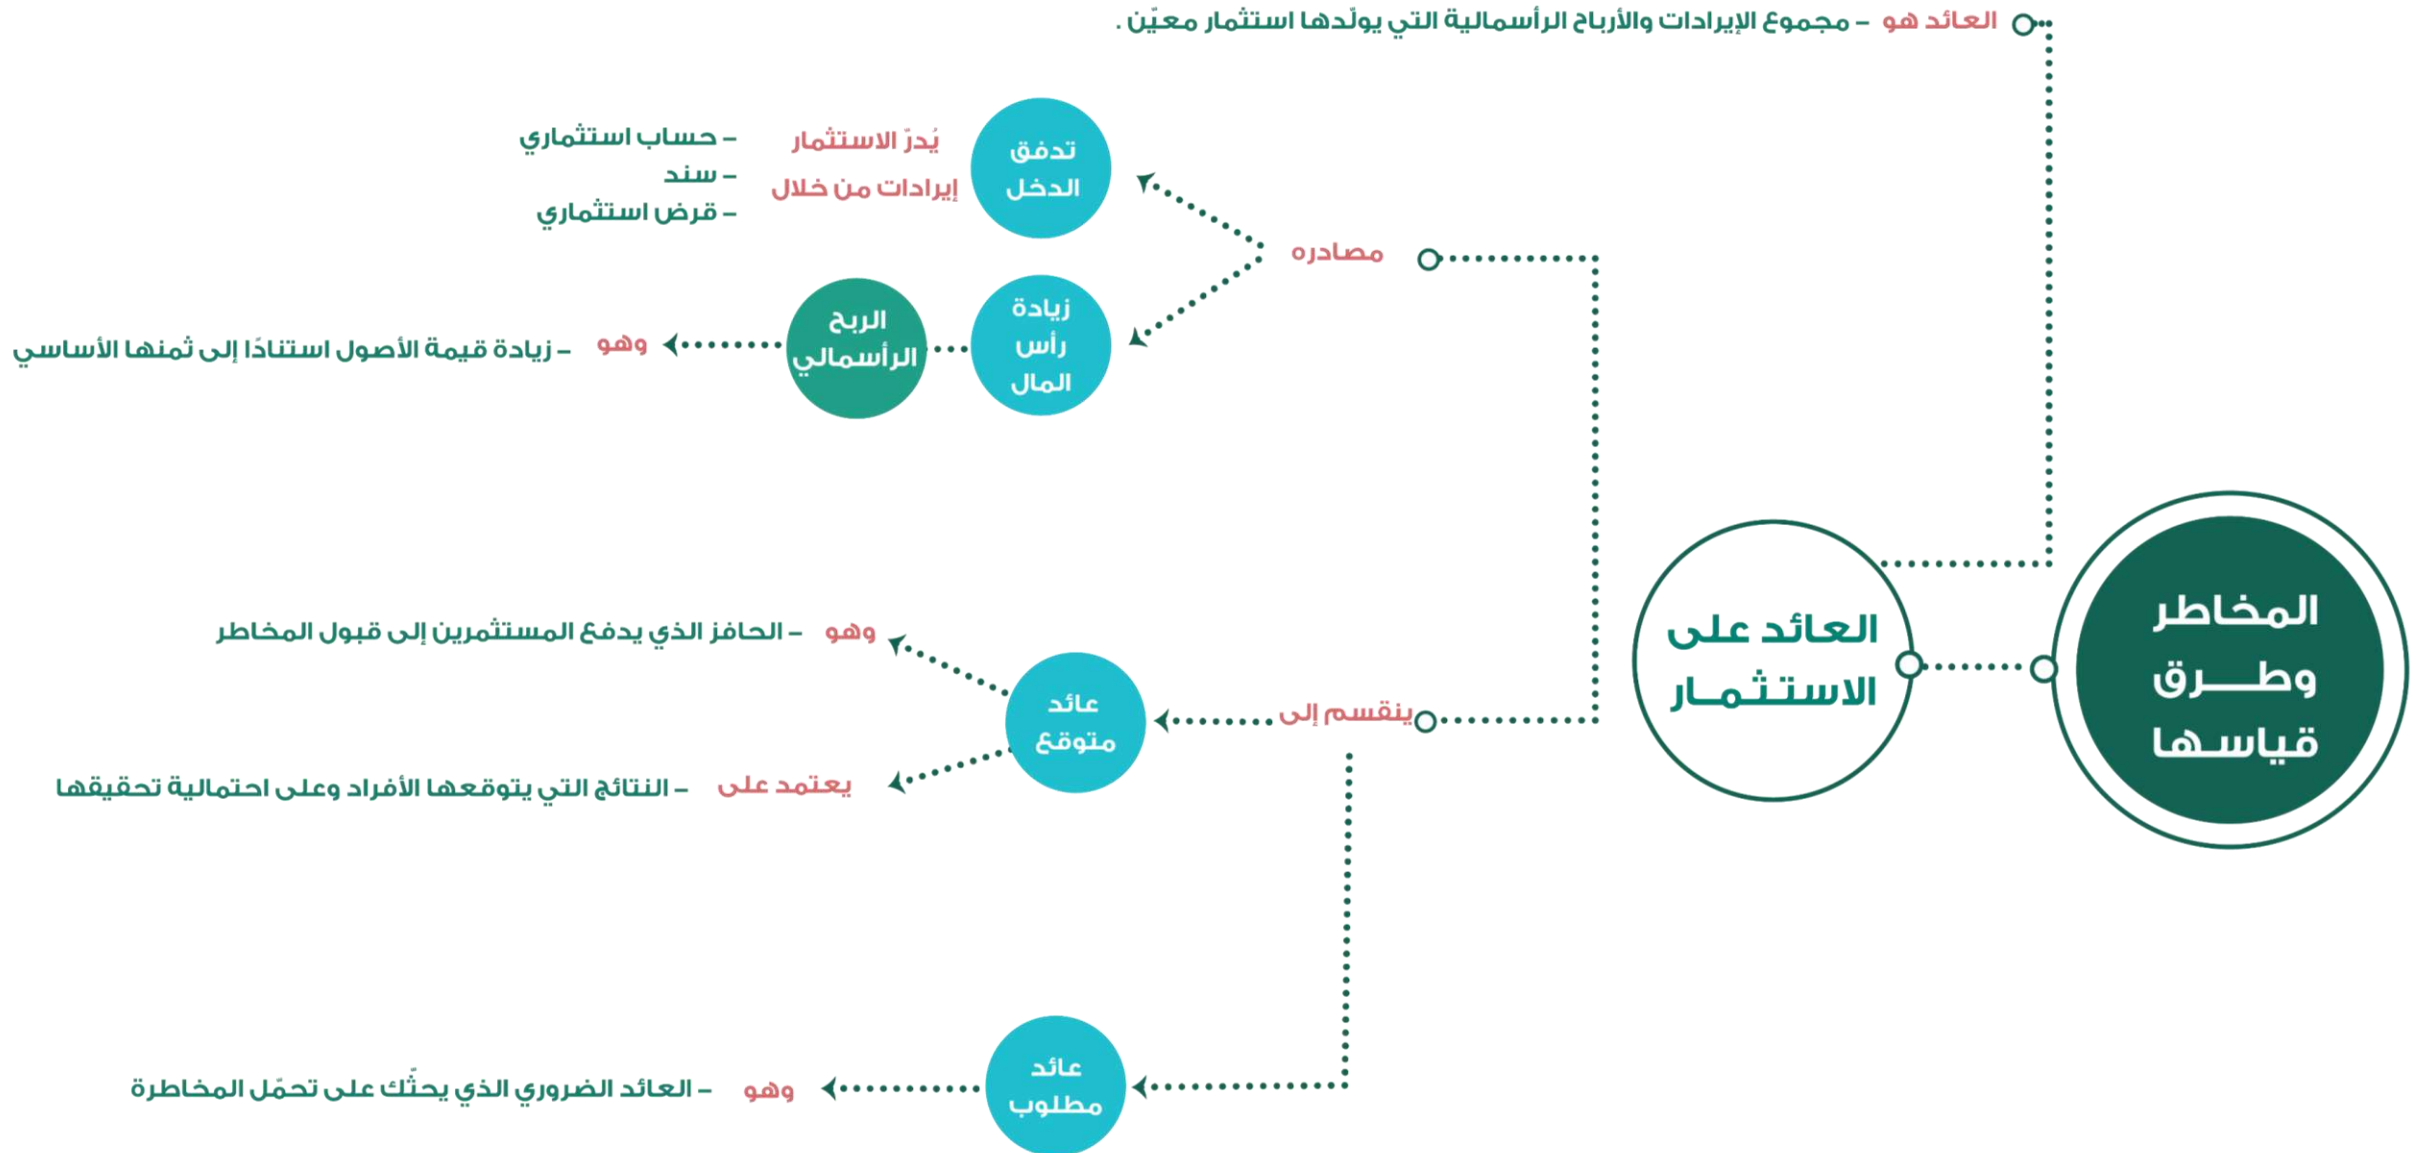 العائد هو – مجموع الإيرادات والأرباح الرأسمالية التي يولّدها استثمار معيّن .
المخاطر
وطرق
قياسها
العائد على
الاستثمار
مصادره
تدفق
الدخل
يُدرّ الاستثمار
إيرادات من خلال
– حساب استثماري
– سند
– قرض استثماري
زيادة
رأس
المال
الربح
الرأسمالي
وهو – زيادة قيمة الأصول استنادًا إلى ثمنها الأساسي
ينقسم إلى
عائد
متوقع
وهو – الحافز الذي يدفع المستثمرين إلى قبول المخاطر
يعتمد على – النتائج التي يتوقعها الأفراد وعلى احتمالية تحقيقها
عائد
مطلوب
وهو – العائد الضروري الذي يحثّك على تحمّل المخاطرة